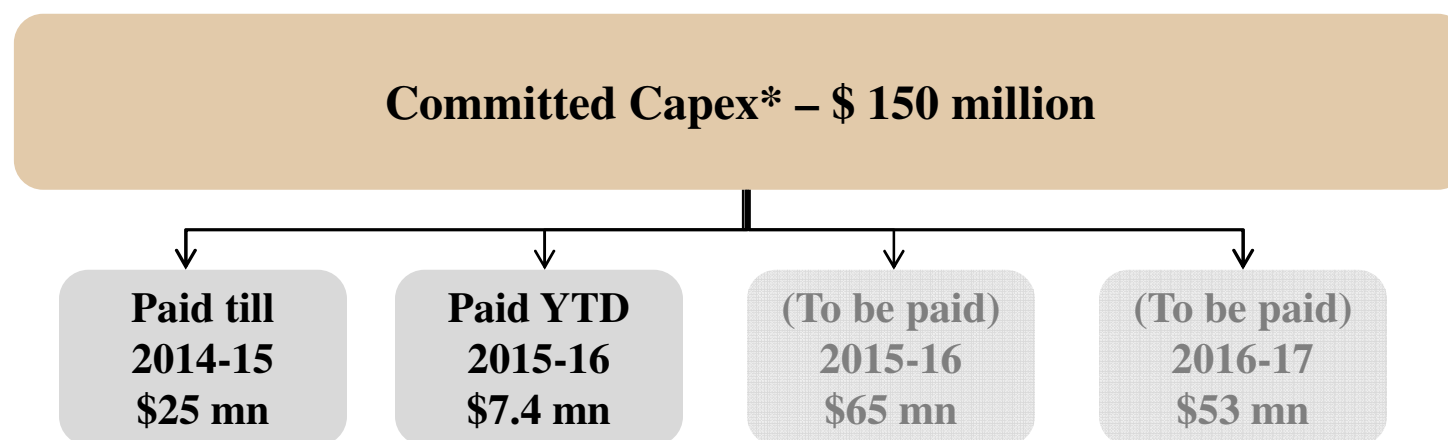 Committed Capex* – $ 150 million
Paid till
2014-15
$25 mn
Paid YTD
2015-16
$7.4 mn
(To be paid)
2015-16
$65 mn
(To be paid)
2016-17
$53 mn